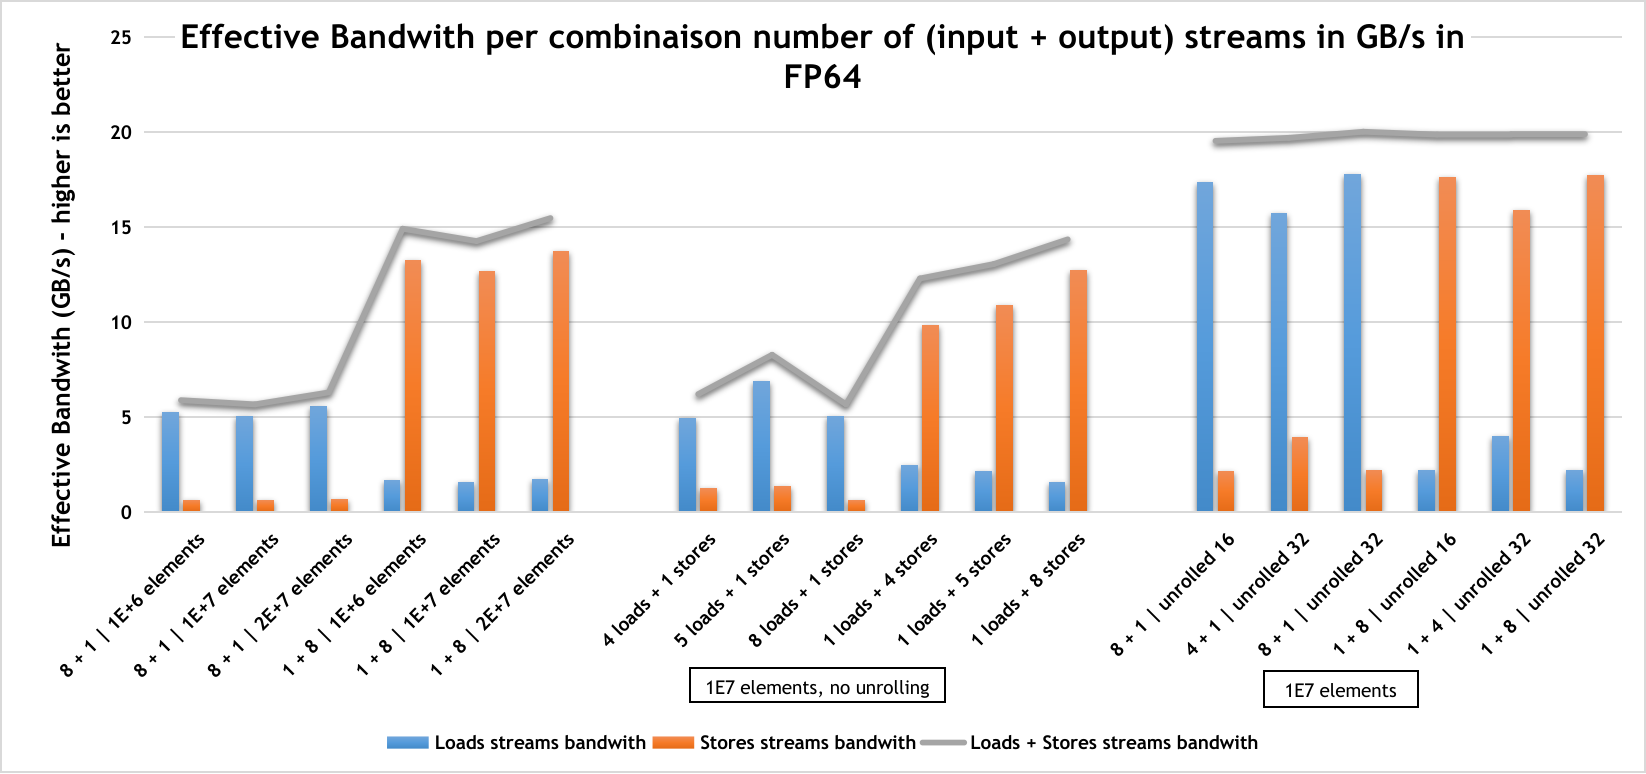 Effective Bandwith per combinaison number of (input + output) streams in GB/s in
FP64
Effective Bandwith (GB/s) - higher is better
25
20
15
10
5
0
8 + 1 | 1E+6 elements
8 + 1 | 1E+7 elements
8 + 1 | 2E+7 elements
1 + 8 | 1E+6 elements
1 + 8 | 1E+7 elements
1 + 8 | 2E+7 elements
4 loads + 1 stores
5 loads + 1 stores
8 loads + 1 stores
1 loads + 4 stores
1 loads + 5 stores
1 loads + 8 stores
8 + 1 | unrolled 16
4 + 1 | unrolled 32
8 + 1 | unrolled 32
1 + 8 | unrolled 16
1 + 4 | unrolled 32
1 + 8 | unrolled 32
1E7 elements, no unrolling
1E7 elements
Loads streams bandwith
Stores streams bandwith
Loads + Stores streams bandwith